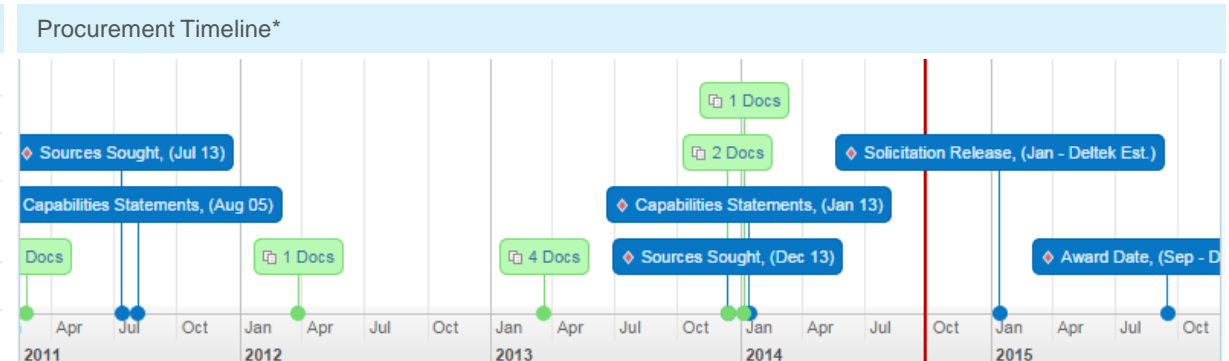 Procurement Timeline*
1 Docs
Sources Sought, (Jul 13)
2 Docs
Solicitation Release, (Jan - Deltek Est.)
Capabilities Statements, (Aug 05)
Capabilities Statements, (Jan 13)
Docs
1 Docs
4 Docs
Sources Sought, (Dec 13)
Award Date, (Sep - D
Apr Jul Oct Jan Apr Jul Oct Jan Apr Jul Oct Jan Apr Jul Oct Jan Apr Jul Oct
2011 2012 2013 2014 2015